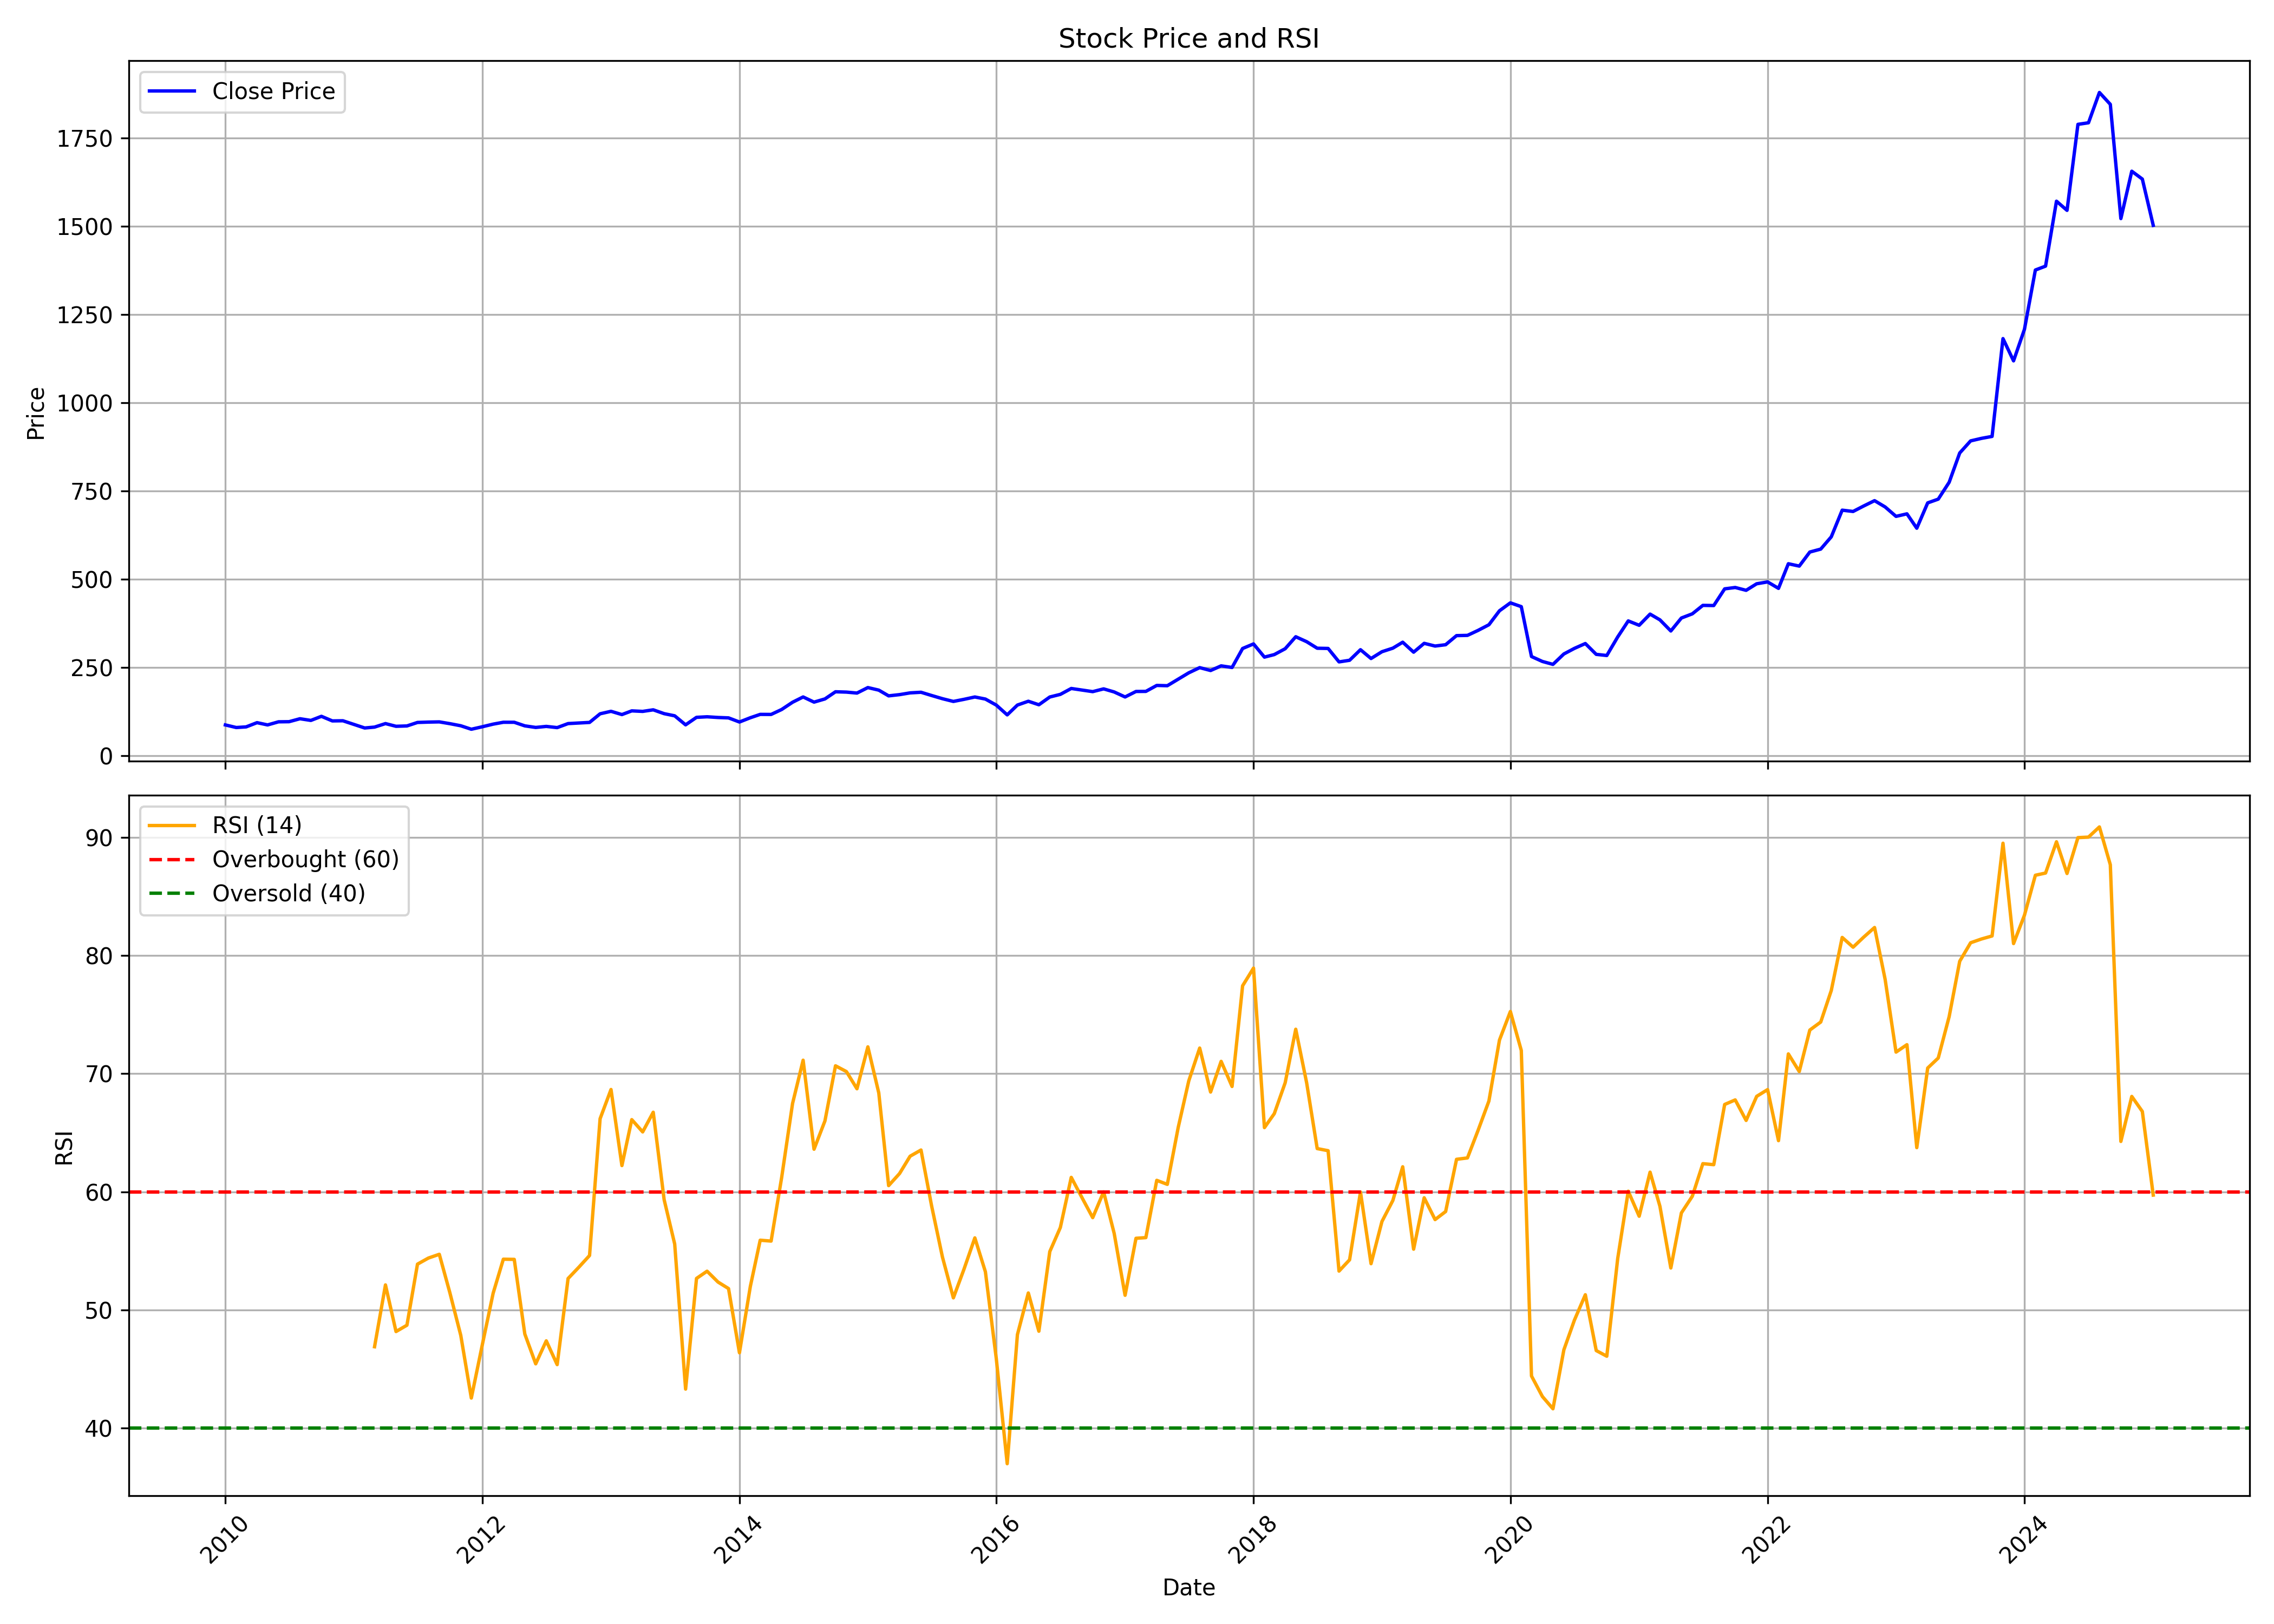 Stock Price and RSI
Close Price
1750
1500
1250
1000
750
500
250
0
Price
RSI (14)
Overbought (60)
Oversold (40)
90
80
70
60
50
40
RSI
2010
2012
2014
2016
2018
2020
2022
2024
Date